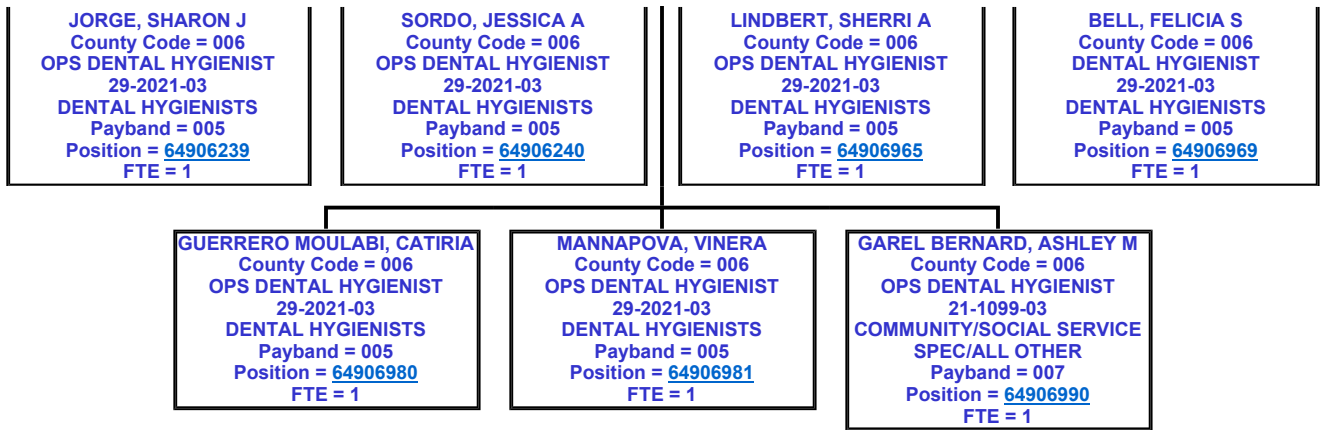 JORGE, SHARON J
County Code = 006
OPS DENTAL HYGIENIST
29-2021-03
DENTAL HYGIENISTS
Payband = 005
Position = 64906239
FTE = 1
SORDO, JESSICA A
County Code = 006
OPS DENTAL HYGIENIST
29-2021-03
DENTAL HYGIENISTS
Payband = 005
Position = 64906240
FTE = 1
LINDBERT, SHERRI A
County Code = 006
OPS DENTAL HYGIENIST
29-2021-03
DENTAL HYGIENISTS
Payband = 005
Position = 64906965
FTE = 1
BELL, FELICIA S
County Code = 006
DENTAL HYGIENIST
29-2021-03
DENTAL HYGIENISTS
Payband = 005
Position = 64906969
FTE = 1
GUERRERO MOULABI, CATIRIA
County Code = 006
OPS DENTAL HYGIENIST
29-2021-03
DENTAL HYGIENISTS
Payband = 005
Position = 64906980
FTE = 1
MANNAPOVA, VINERA
County Code = 006
OPS DENTAL HYGIENIST
29-2021-03
DENTAL HYGIENISTS
Payband = 005
Position = 64906981
FTE = 1
GAREL BERNARD, ASHLEY M
County Code = 006
OPS DENTAL HYGIENIST
21-1099-03
COMMUNITY/SOCIAL SERVICE
SPEC/ALL OTHER
Payband = 007
Position = 64906990
FTE = 1